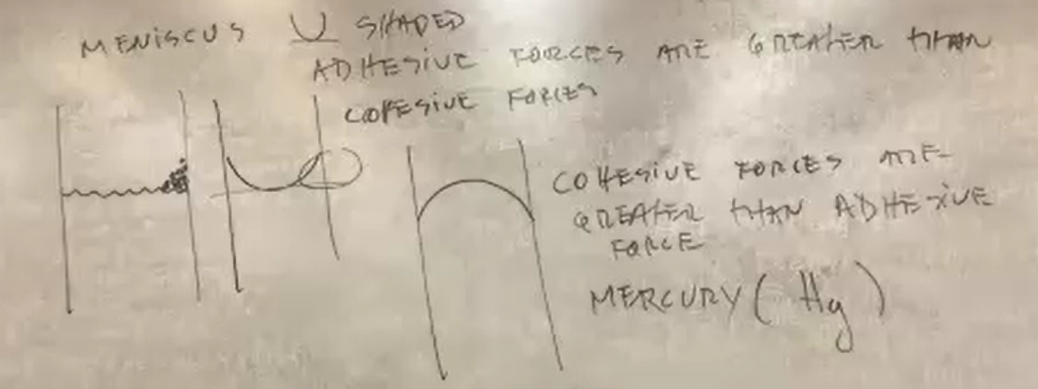 MENISCUS U SHAPED
ADHESIVE FORCES ARE GREATER THAN
COHESIVE FORCES
COHESIVE FORCES ARE
GREATER THAN ADHESIVE
FORCE
MERCURY (Hg)